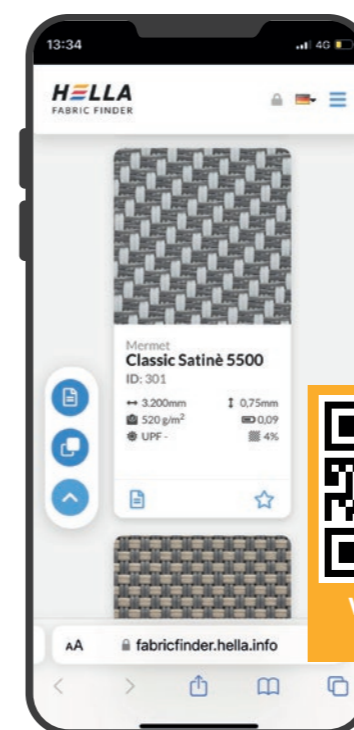 13:34
4G
HELLA
FABRIC FINDER
Mermet
Classic Satinè 5500
ID: 301
3.200mm
0,75mm
520 g/m²
0,09
UPF -
4%
AA
fabricfinder.hella.info